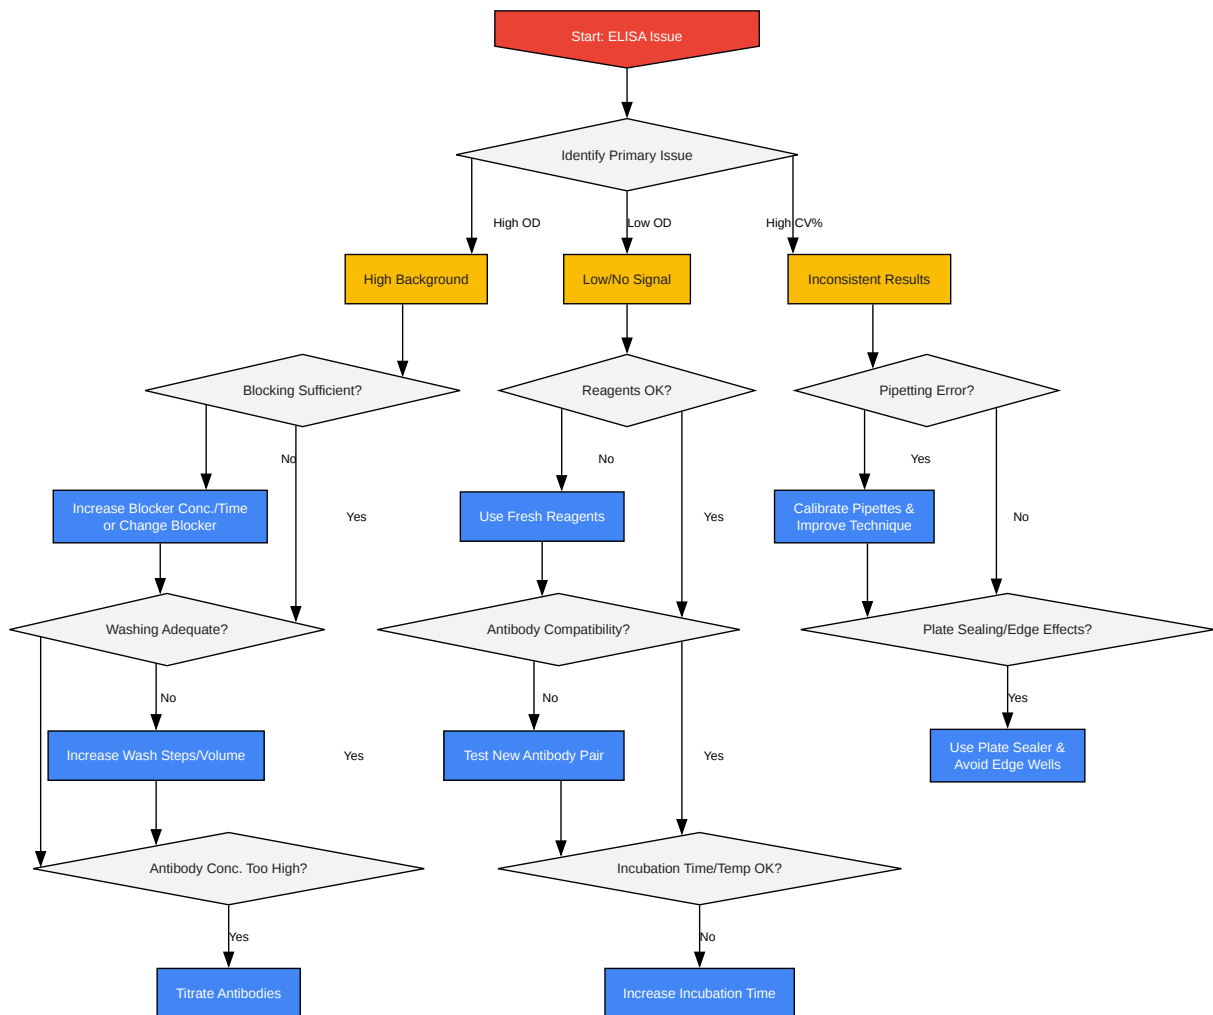 Start: ELISA Issue
Identify Primary Issue
High OD
Low OD
High CV%
High Background
Low/No Signal
Inconsistent Results
Blocking Sufficient?
Reagents OK?
Pipetting Error?
No
No
Yes
Increase Blocker Conc./Time
or Change Blocker
Yes
Use Fresh Reagents
Yes
Calibrate Pipettes &
Improve Technique
No
Washing Adequate?
Antibody Compatibility?
Plate Sealing/Edge Effects?
No
No
Yes
Increase Wash Steps/Volume
Yes
Test New Antibody Pair
Yes
Use Plate Sealer &
Avoid Edge Wells
Antibody Conc. Too High?
Incubation Time/Temp OK?
Yes
No
Titrate Antibodies
Increase Incubation Time